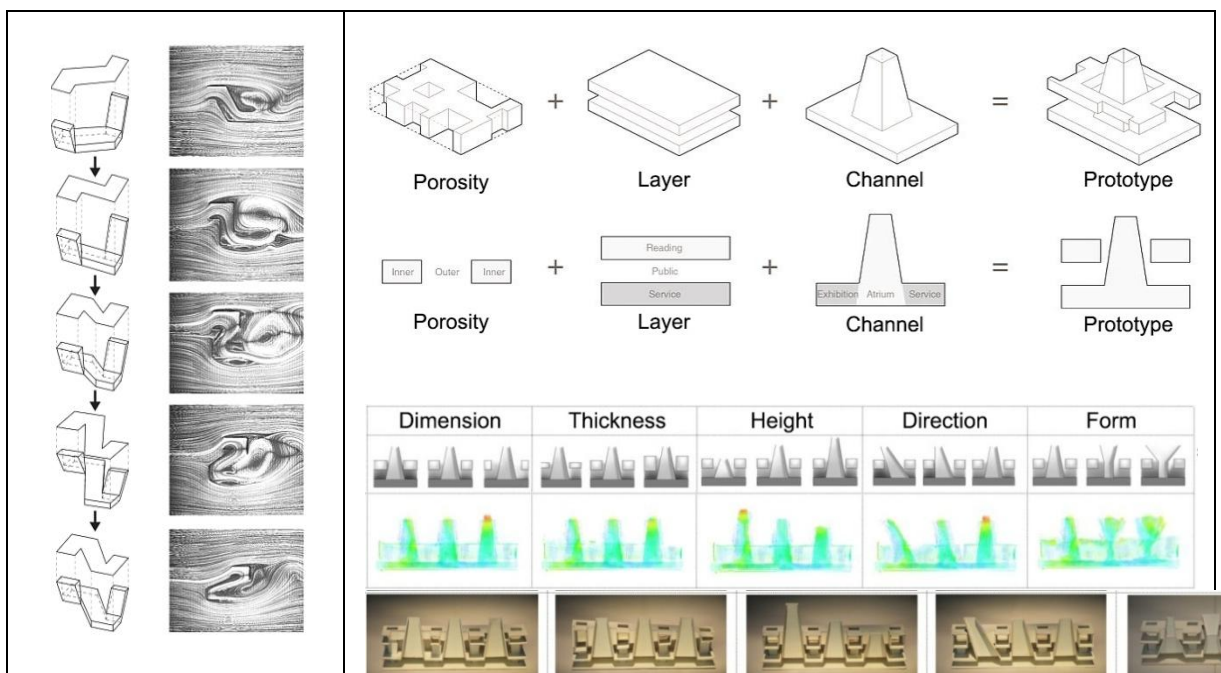 + + =
Porosity Layer Channel Prototype
Reading
Inner Outer Inner + Public + =
Service Exhibition Atrium Service
Porosity Layer Channel Prototype
Dimension Thickness Height Direction Form